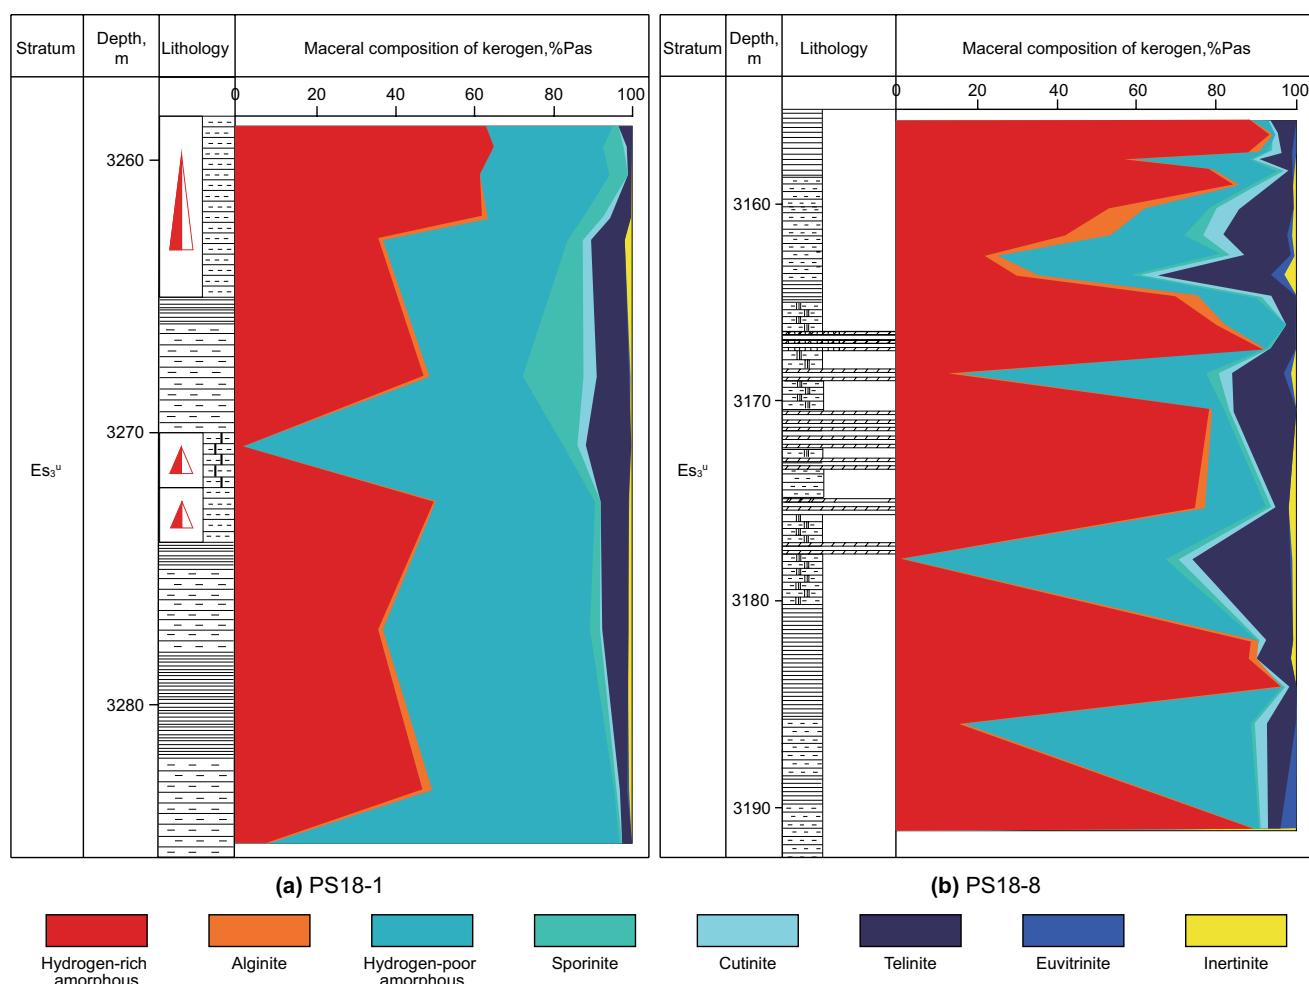 Stratum
Depth,
m
Lithology
Maceral composition of kerogen,%Pas
0 20 40 60 80 100
3260
3270
3280
Es₃ᵘ
(a) PS18-1
Stratum
Depth,
m
Lithology
Maceral composition of kerogen,%Pas
0 20 40 60 80 100
3160
3170
3180
3190
Es₃ᵘ
(b) PS18-8
Hydrogen-rich
amorphous
Alginite
Hydrogen-poor
amorphous
Sporinite
Cutinite
Telinite
Euvitrinite
Inertinite